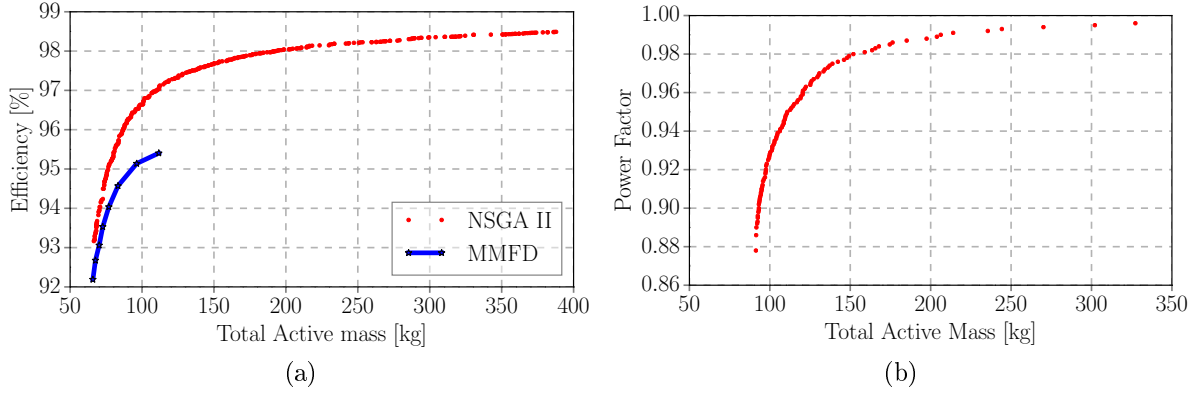 99
98
97
96
95
94
93
92
Efficiency [%]
50 100 150 200 250 300 350 400
Total Active mass [kg]
NSGA II
MMFD
(a)
1.00
0.98
0.96
0.94
0.92
0.90
0.88
0.86
Power Factor
50 100 150 200 250 300 350
Total Active Mass [kg]
(b)